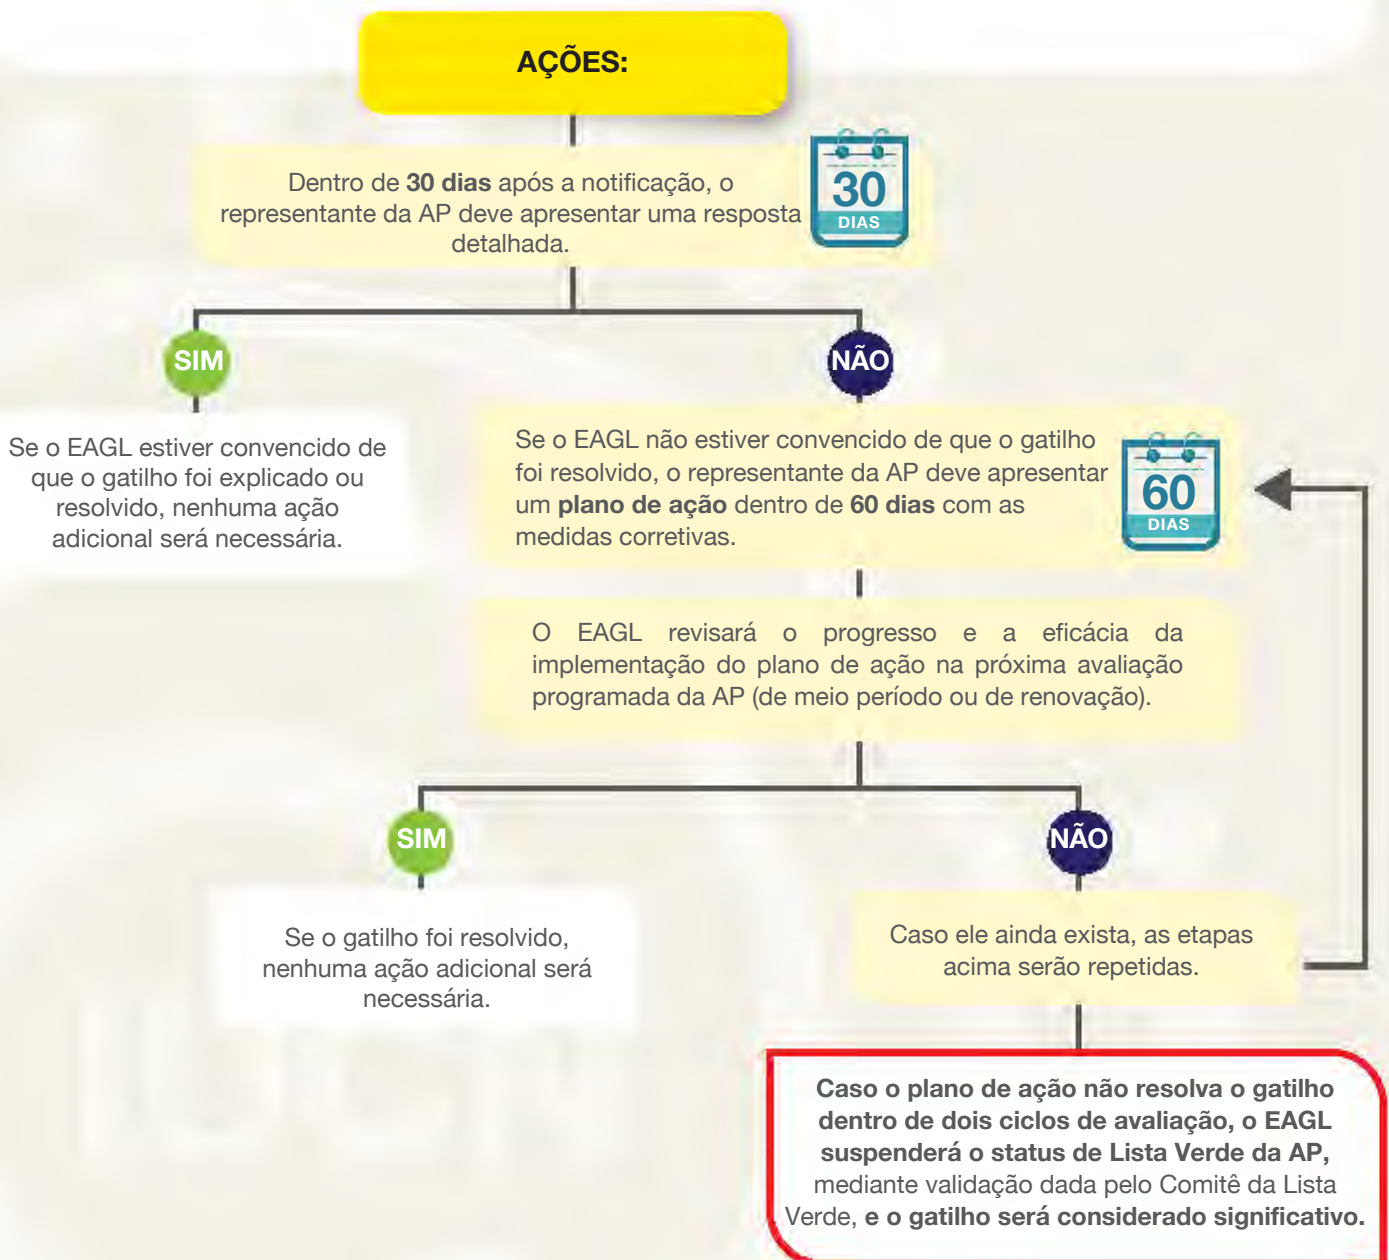 AÇÕES:
Dentro de 30 dias após a notificação, o
representante da AP deve apresentar uma resposta
detalhada.
30
DIAS
SIM
NÃO
Se o EAGL estiver convencido de
que o gatilho foi explicado ou
resolvido, nenhuma ação
adicional será necessária.
Se o EAGL não estiver convencido de que o gatilho
foi resolvido, o representante da AP deve apresentar
um plano de ação dentro de 60 dias com as
medidas corretivas.
60
DIAS
O EAGL revisará o progresso e a eficácia da
implementação do plano de ação na próxima avaliação
programada da AP (de meio período ou de renovação).
SIM
NÃO
Se o gatilho foi resolvido,
nenhuma ação adicional será
necessária.
Caso ele ainda exista, as etapas
acima serão repetidas.
Caso o plano de ação não resolva o gatilho
dentro de dois ciclos de avaliação, o EAGL
suspenderá o status de Lista Verde da AP,
mediante validação dada pelo Comitê da Lista
Verde, e o gatilho será considerado significativo.
IUCN